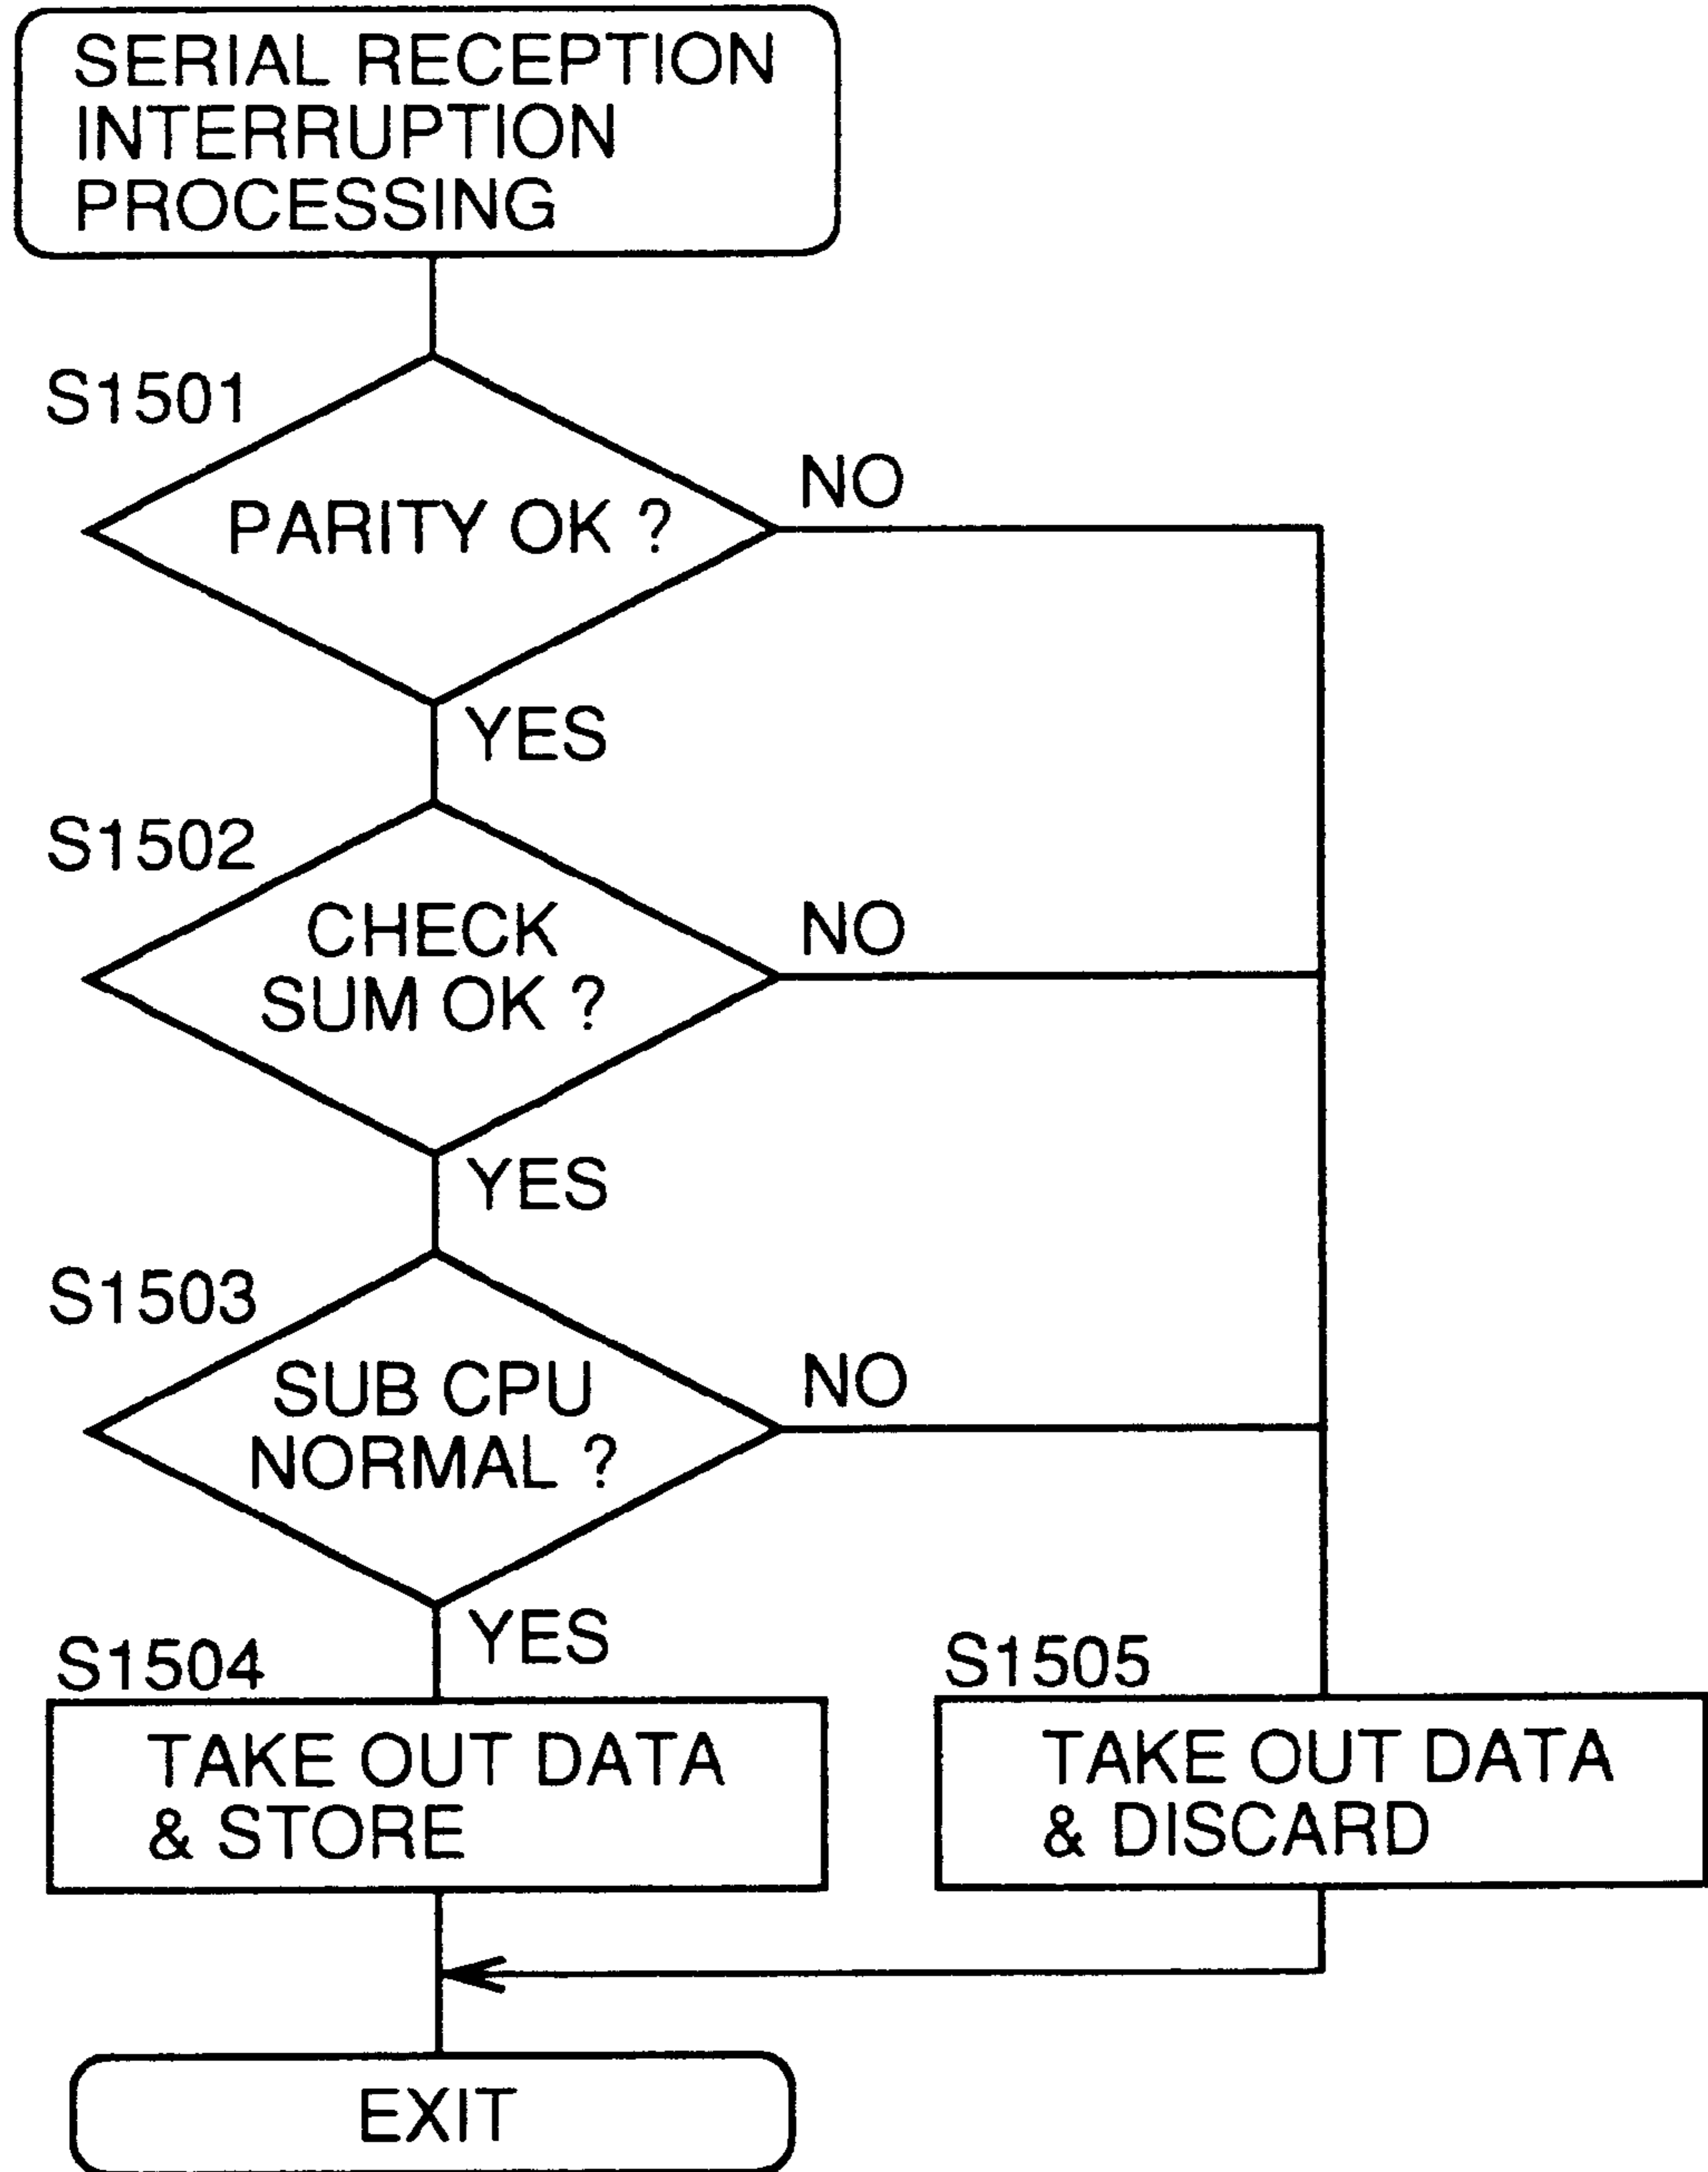 SERIAL RECEPTION
INTERRUPTION
PROCESSING
S1501
PARITY OK ?
NO
YES
S1502
CHECK
SUM OK ?
NO
YES
S1503
SUB CPU
NORMAL ?
NO
YES
S1504
TAKE OUT DATA
& STORE
S1505
TAKE OUT DATA
& DISCARD
EXIT